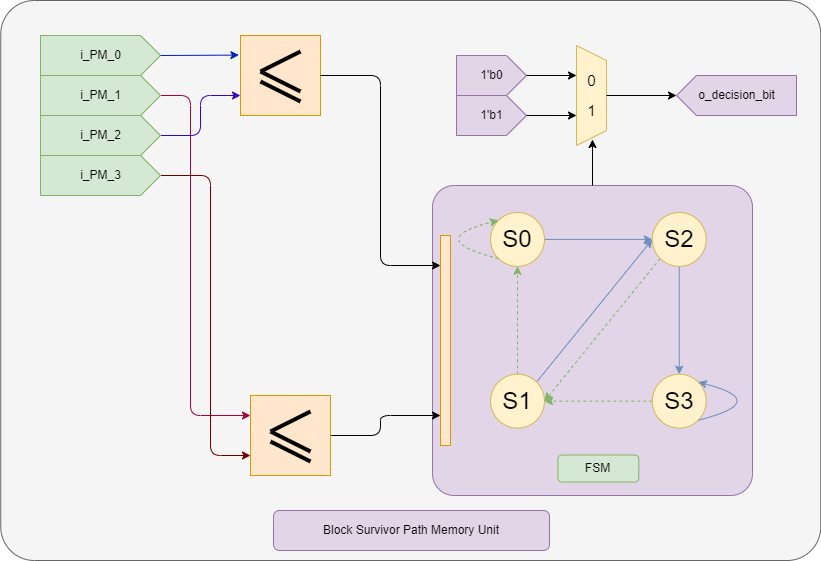 i_PM_0
i_PM_1
i_PM_2
i_PM_3
≤
≤
1'b0
1'b1
0
1
o_decision_bit
S0
S2
S1
S3
FSM
Block Survivor Path Memory Unit